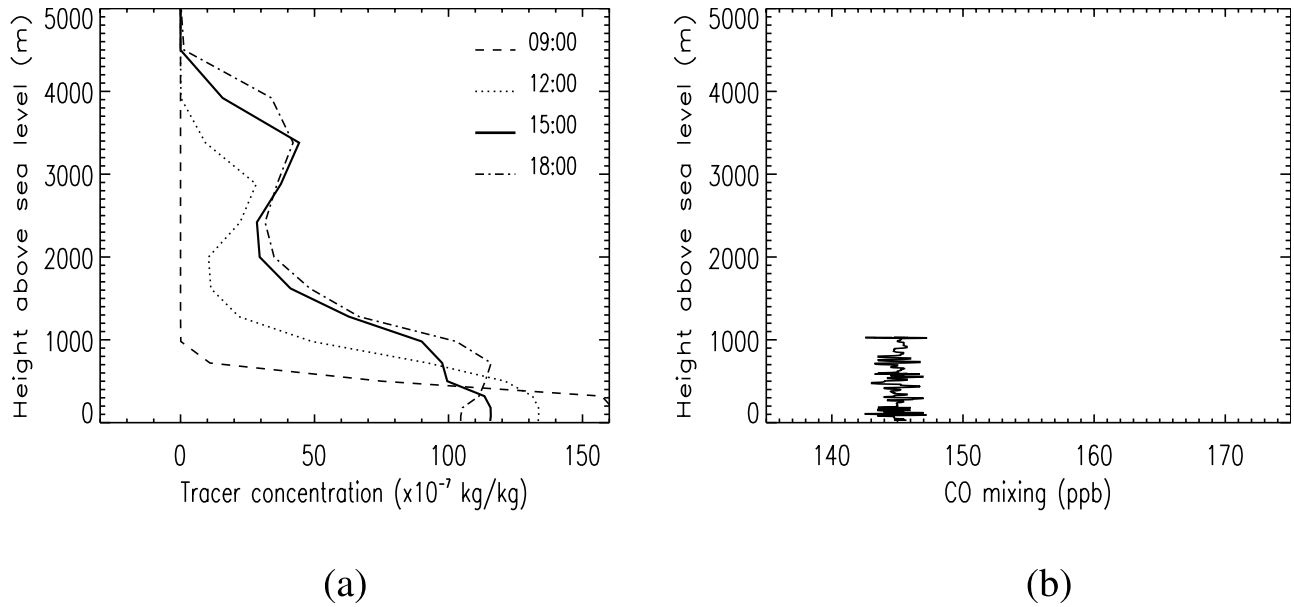 5000
4000
3000
2000
1000
0
Height above sea level (m)
09:00
12:00
15:00
18:00
0 50 100 150
Tracer concentration (x10⁻⁷ kg/kg)
(a)
5000
4000
3000
2000
1000
0
Height above sea level (m)
140 150 160 170
CO mixing (ppb)
(b)